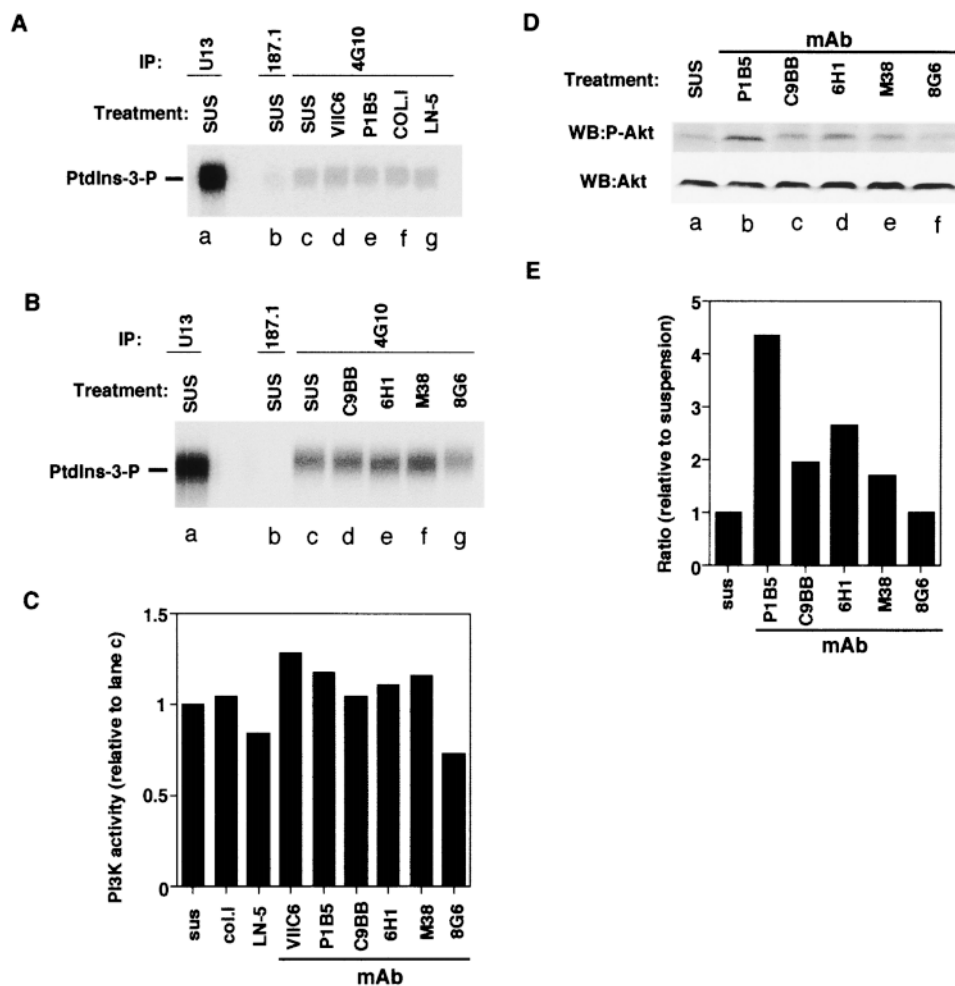 A
IP: U13 187.1 4G10
Treatment: SUS SUS SUS VIIC6 P1B5 COL.I LN-5
PtdIns-3-P
a b c d e f g
B
IP: U13 187.1 4G10
Treatment: SUS SUS SUS C9BB 6H1 M38 8G6
PtdIns-3-P
a b c d e f g
C
PI3K activity (relative to lane c)
1.5
1
0.5
0
sus col.I LN-5 VIIC6 P1B5 C9BB 6H1 M38 8G6
mAb
D
mAb
Treatment: SUS P1B5 C9BB 6H1 M38 8G6
WB:P-Akt
WB:Akt
a b c d e f
E
Ratio (relative to suspension)
5
4
3
2
1
0
sus P1B5 C9BB 6H1 M38 8G6
mAb